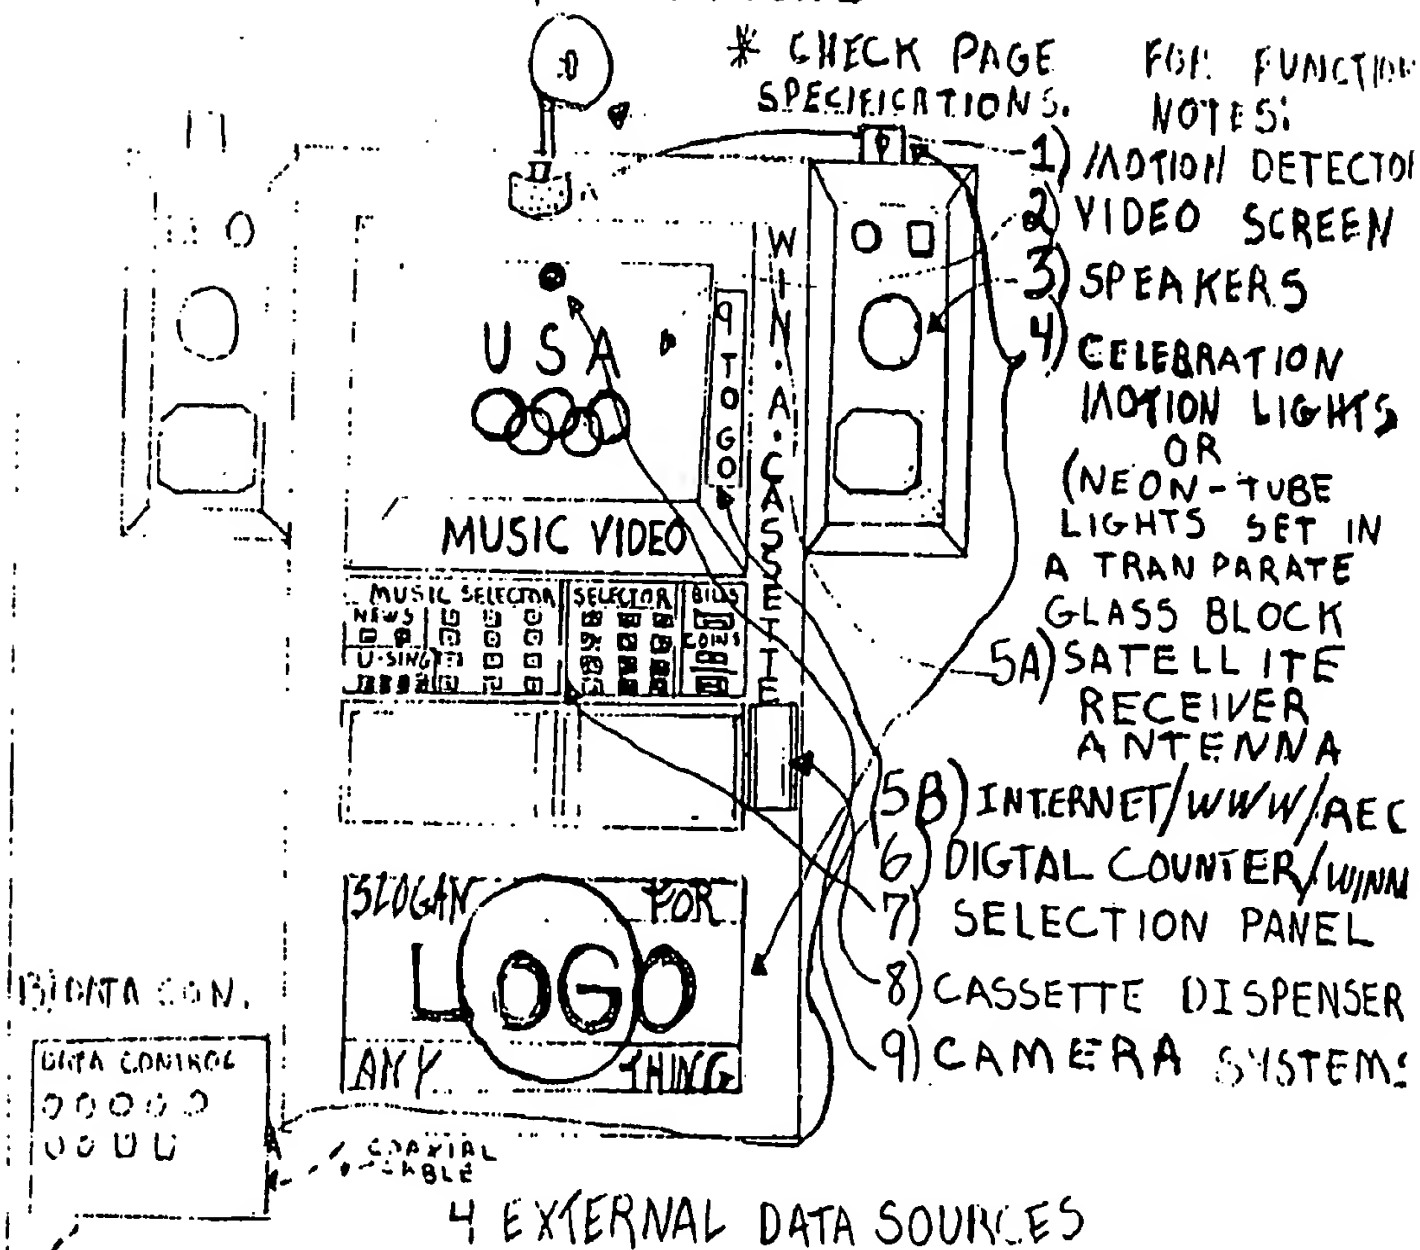 * CHECK PAGE FOR FUNCTION
SPECIFICATIONS. NOTES:
1) MOTION DETECTOR
2) VIDEO SCREEN
3) SPEAKERS
4) CELEBRATION
MOTION LIGHTS
OR
(NEON-TUBE
LIGHTS SET IN
A TRANPARATE
GLASS BLOCK
5A) SATELLITE
RECEIVER
ANTENNA
5B) INTERNET/WWW/REC
6) DIGTAL COUNTER/WINN
7) SELECTION PANEL
8) CASSETTE DISPENSER
9) CAMERA SYSTEMS
USA
9 TO GO
WIN·A·CASSETTE
MUSIC VIDEO
MUSIC SELECTOR SELECTOR BILLS
NEWS
COINS
U-SING
SLOGAN FOR
LOGO
ANY THING
13) DATA CON.
DATA CONTROL
COAXIAL
CABLE
4 EXTERNAL DATA SOURCES